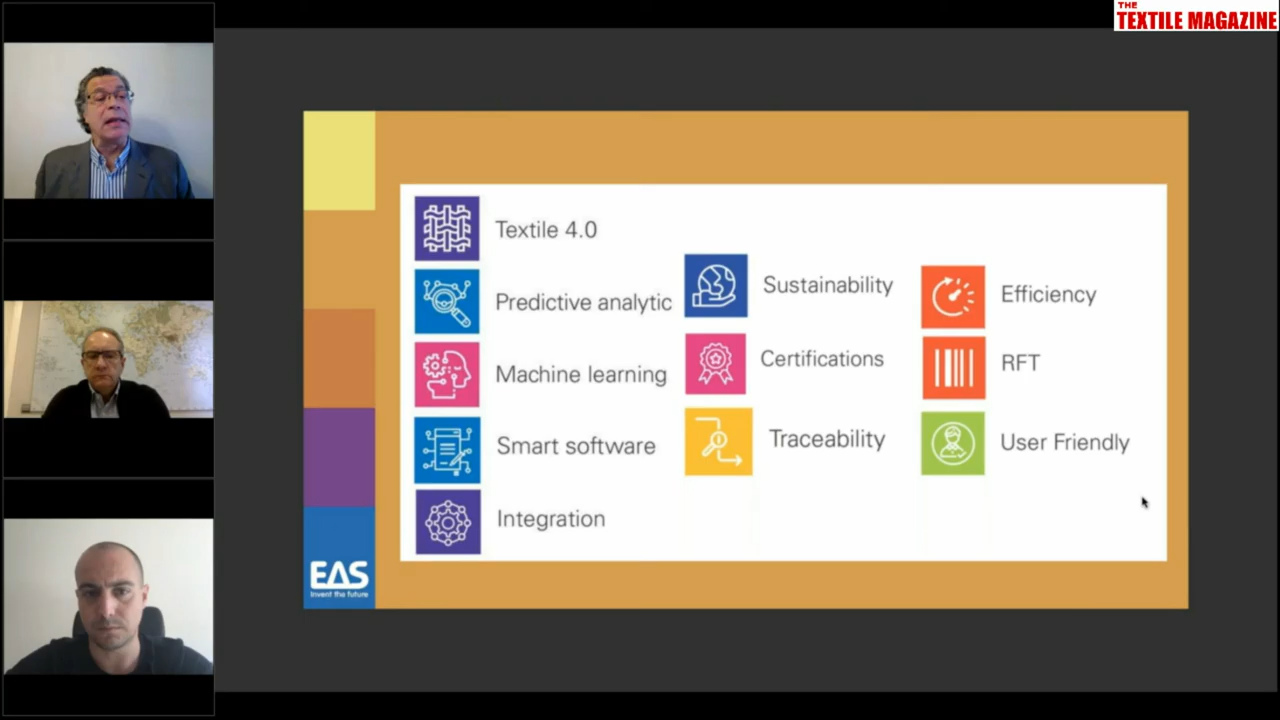 THE
TEXTILE MAGAZINE
Textile 4.0
Predictive analytic
Machine learning
Smart software
Integration
Sustainability
Certifications
Traceability
Efficiency
RFT
User Friendly
EAS
Invent the future